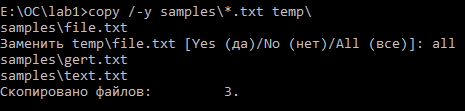 E:\OC\lab1>copy /-y samples\*.txt temp\
samples\file.txt
Заменить temp\file.txt [Yes (да)/No (нет)/All (все)]: all
samples\gert.txt
samples\text.txt
Скопировано файлов:         3.